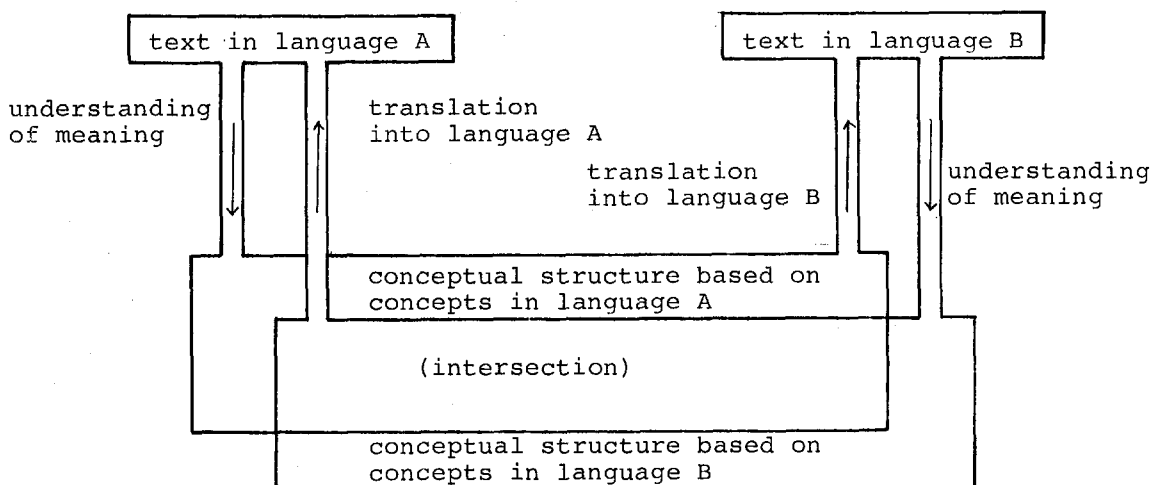 text in language A
text in language B
understanding
of meaning
translation
into language A
translation
into language B
understanding
of meaning
conceptual structure based on
concepts in language A
(intersection)
conceptual structure based on
concepts in language B